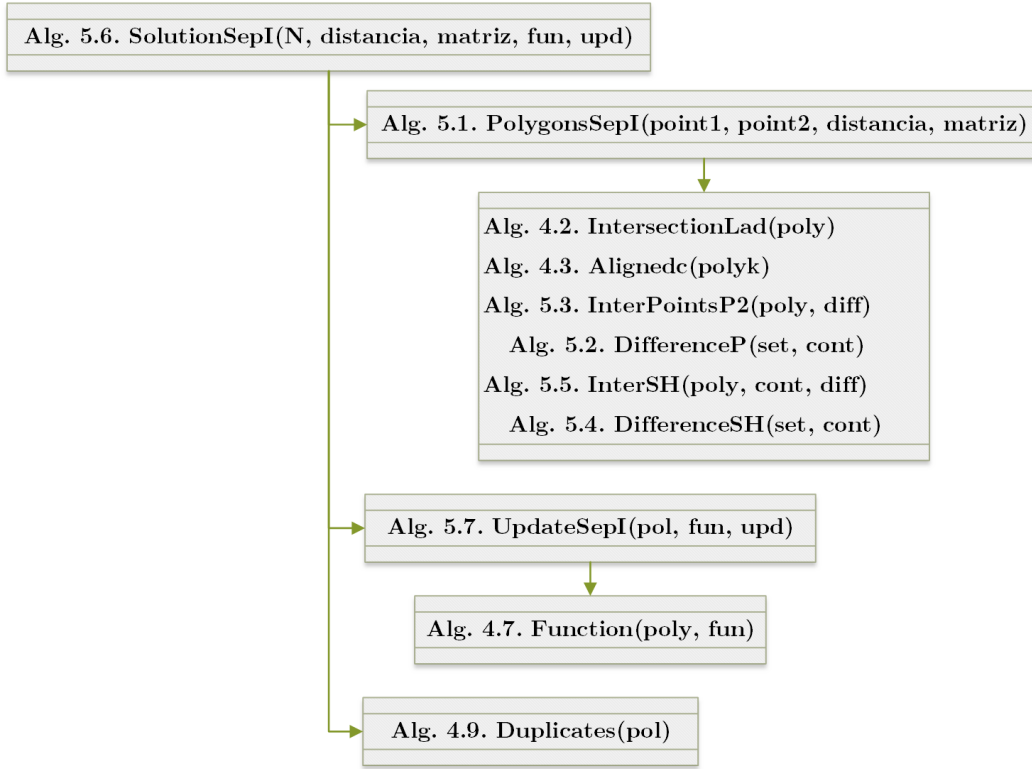 Alg. 5.6. SolutionSepI(N, distancia, matriz, fun, upd)
Alg. 5.1. PolygonsSepI(point1, point2, distancia, matriz)
Alg. 4.2. IntersectionLad(poly)
Alg. 4.3. Alignedc(polyk)
Alg. 5.3. InterPointsP2(poly, diff)
Alg. 5.2. DifferenceP(set, cont)
Alg. 5.5. InterSH(poly, cont, diff)
Alg. 5.4. DifferenceSH(set, cont)
Alg. 5.7. UpdateSepI(pol, fun, upd)
Alg. 4.7. Function(poly, fun)
Alg. 4.9. Duplicates(pol)